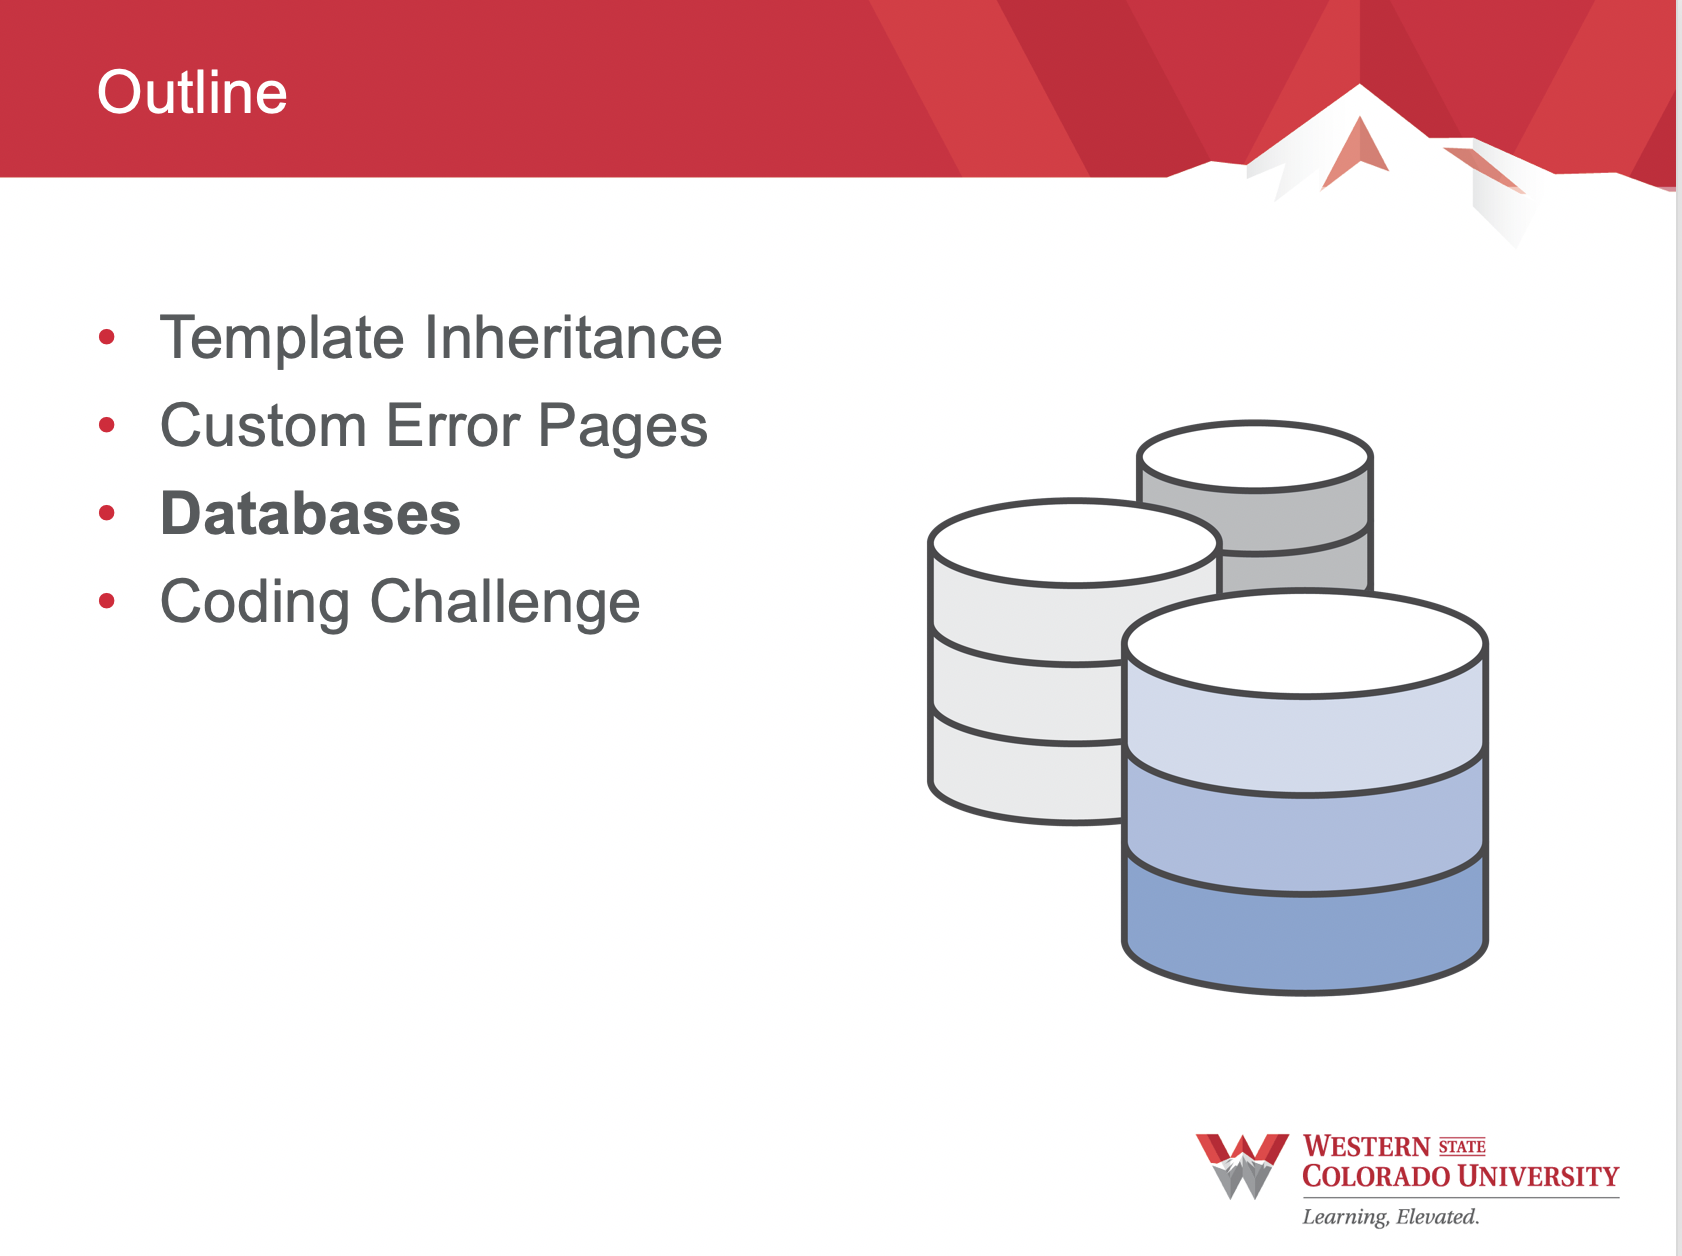 Outline
• Template Inheritance
• Custom Error Pages
• Databases
• Coding Challenge
WESTERN STATE
COLORADO UNIVERSITY
Learning, Elevated.